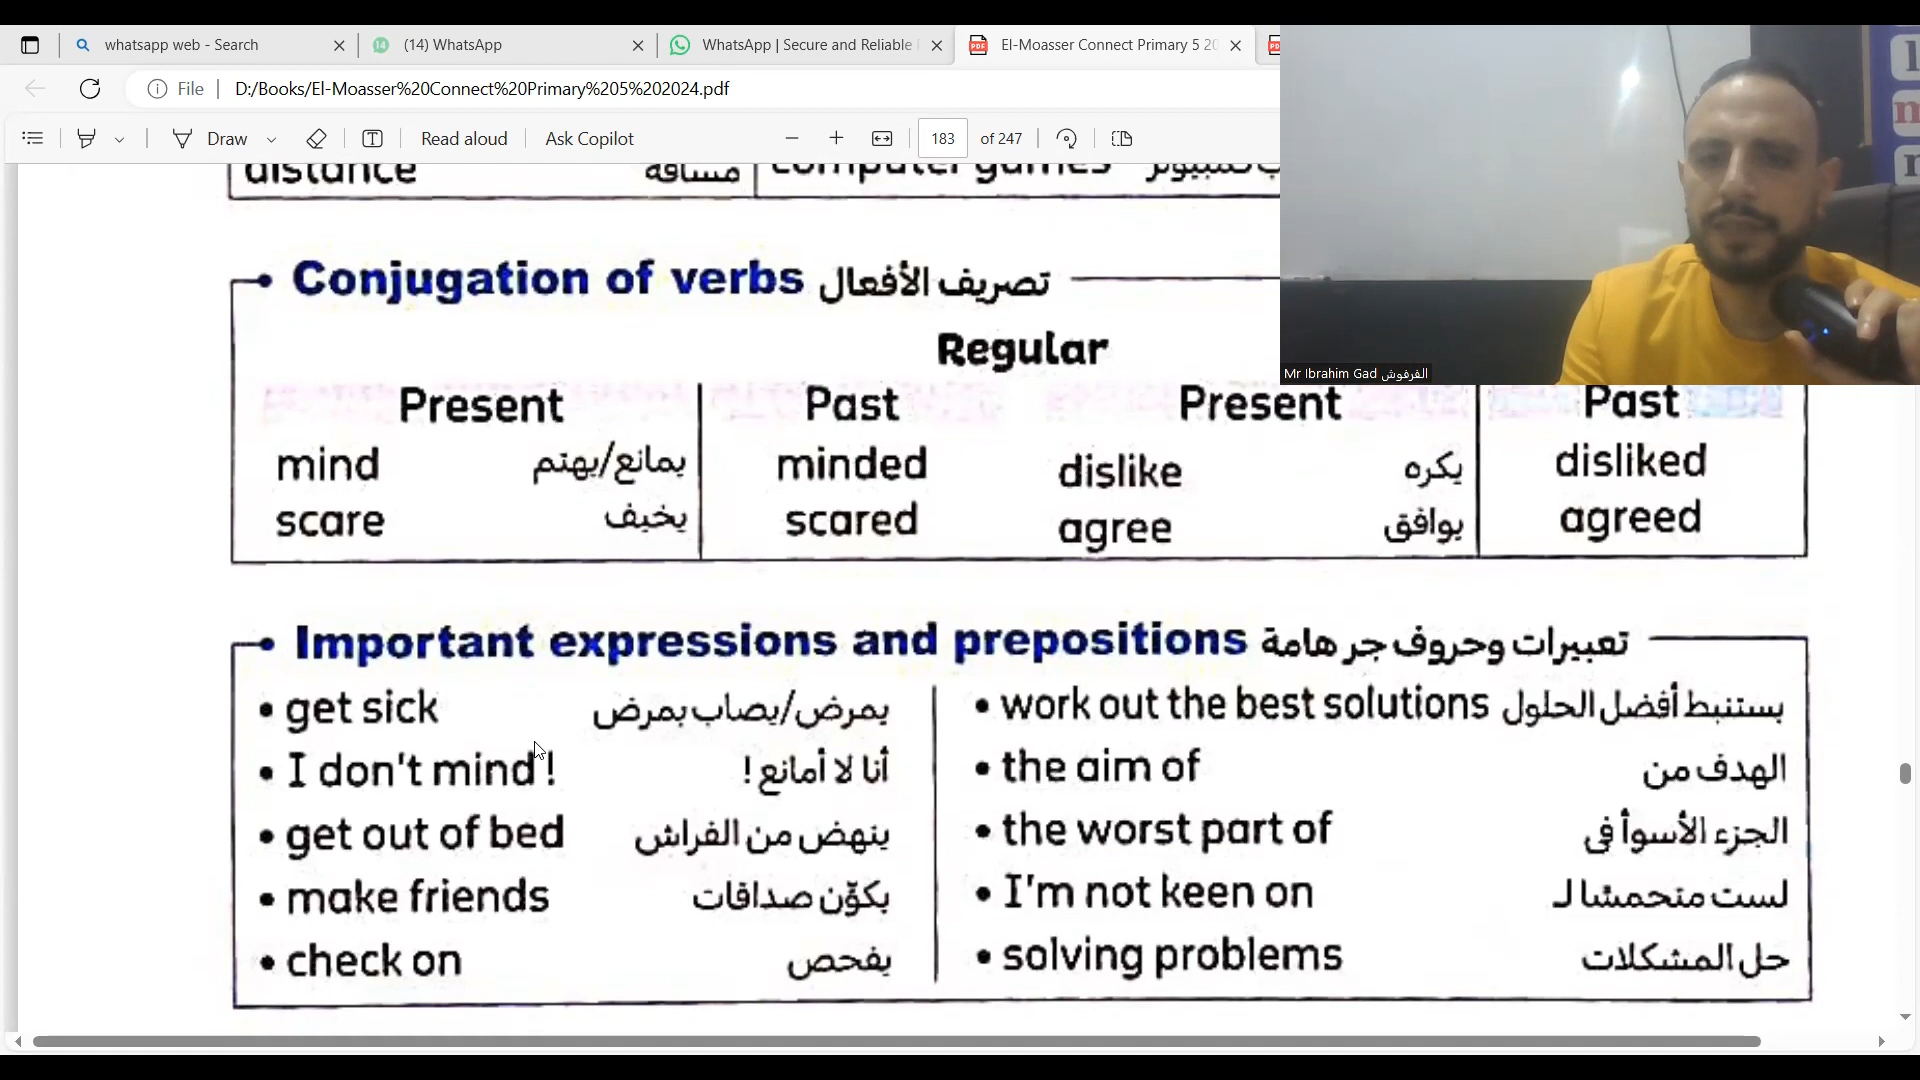 whatsapp web - Search
(14) WhatsApp
WhatsApp | Secure and Reliable
El-Moasser Connect Primary 5 20
File
D:/Books/El-Moasser%20Connect%20Primary%205%202024.pdf
Draw
Read aloud
Ask Copilot
183 of 247
distance مسافة computer games
Conjugation of verbs تصريف الأفعال
Regular
Mr Ibrahim Gad الفرفوش
Present Past Present Past
mind يمانع/يهتم minded dislike يكره disliked
scare يخيف scared agree يوافق agreed
Important expressions and prepositions تعبيرات وحروف جر هامة
• get sick يمرض/يصاب بمرض • work out the best solutions يستنبط أفضل الحلول
• I don't mind! أنا لا أمانع! • the aim of الهدف من
• get out of bed ينهض من الفراش • the worst part of الجزء الأسوأ فى
• make friends يكوّن صداقات • I'm not keen on لست متحمسًا لـ
• check on يفحص • solving problems حل المشكلات